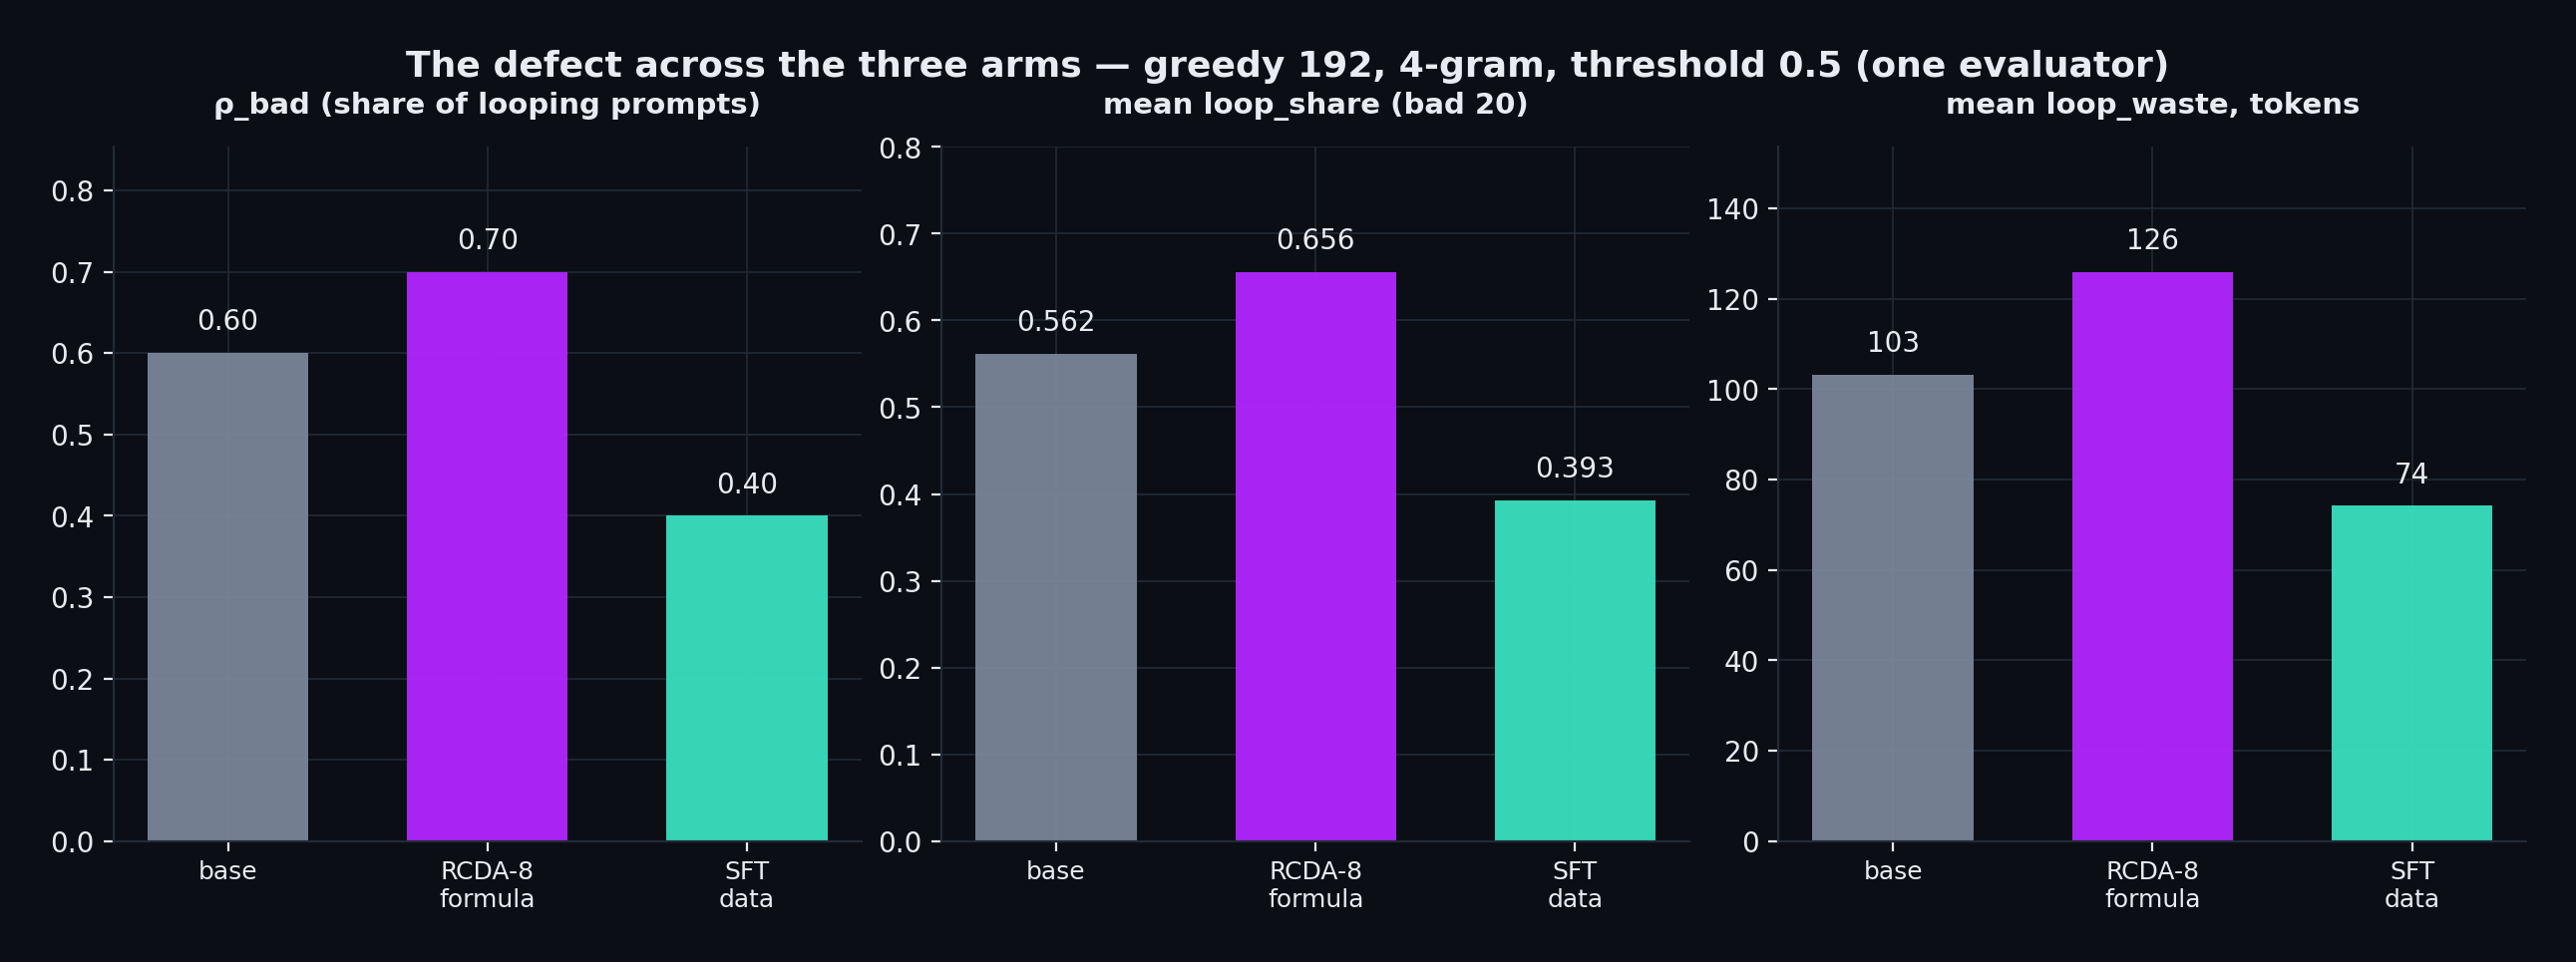 The defect across the three arms — greedy 192, 4-gram, threshold 0.5 (one evaluator)
ρ_bad (share of looping prompts)
0.8
0.7
0.6
0.5
0.4
0.3
0.2
0.1
0.0
0.60
0.70
0.40
base
RCDA-8
formula
SFT
data
mean loop_share (bad 20)
0.8
0.7
0.6
0.5
0.4
0.3
0.2
0.1
0.0
0.562
0.656
0.393
base
RCDA-8
formula
SFT
data
mean loop_waste, tokens
140
120
100
80
60
40
20
0
103
126
74
base
RCDA-8
formula
SFT
data